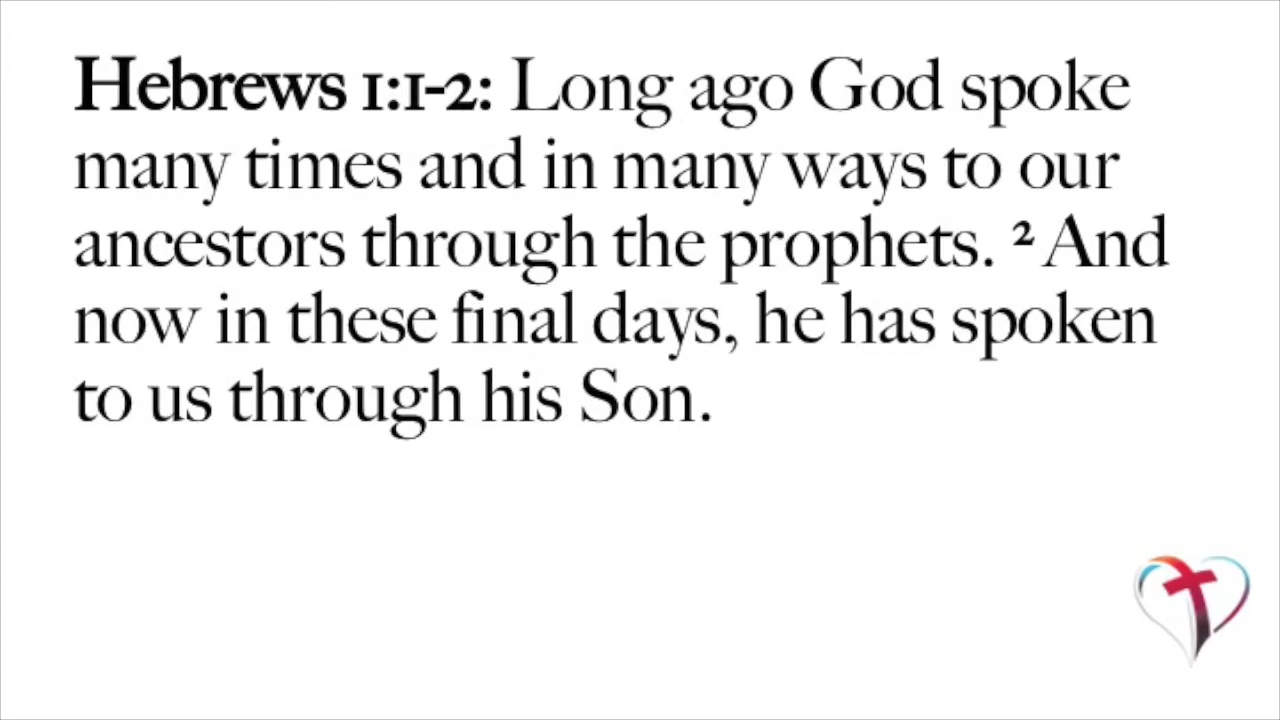 Hebrews 1:1-2: Long ago God spoke
many times and in many ways to our
ancestors through the prophets. ² And
now in these final days, he has spoken
to us through his Son.